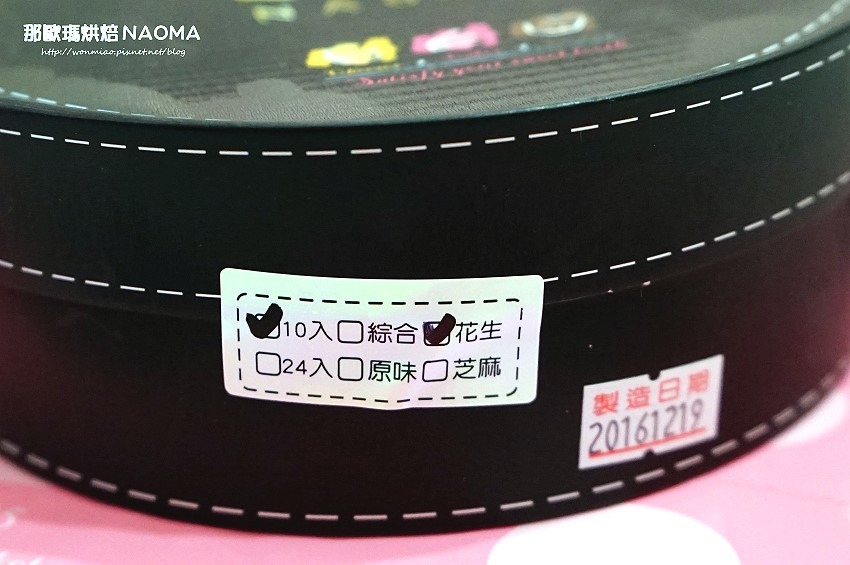 那歐瑪烘焙 NAOMA
http://wonmiao.pixnet.net/blog
Satisfy your sweet tooth
10入 綜合 花生
24入 原味 芝麻
製造日期
20161219